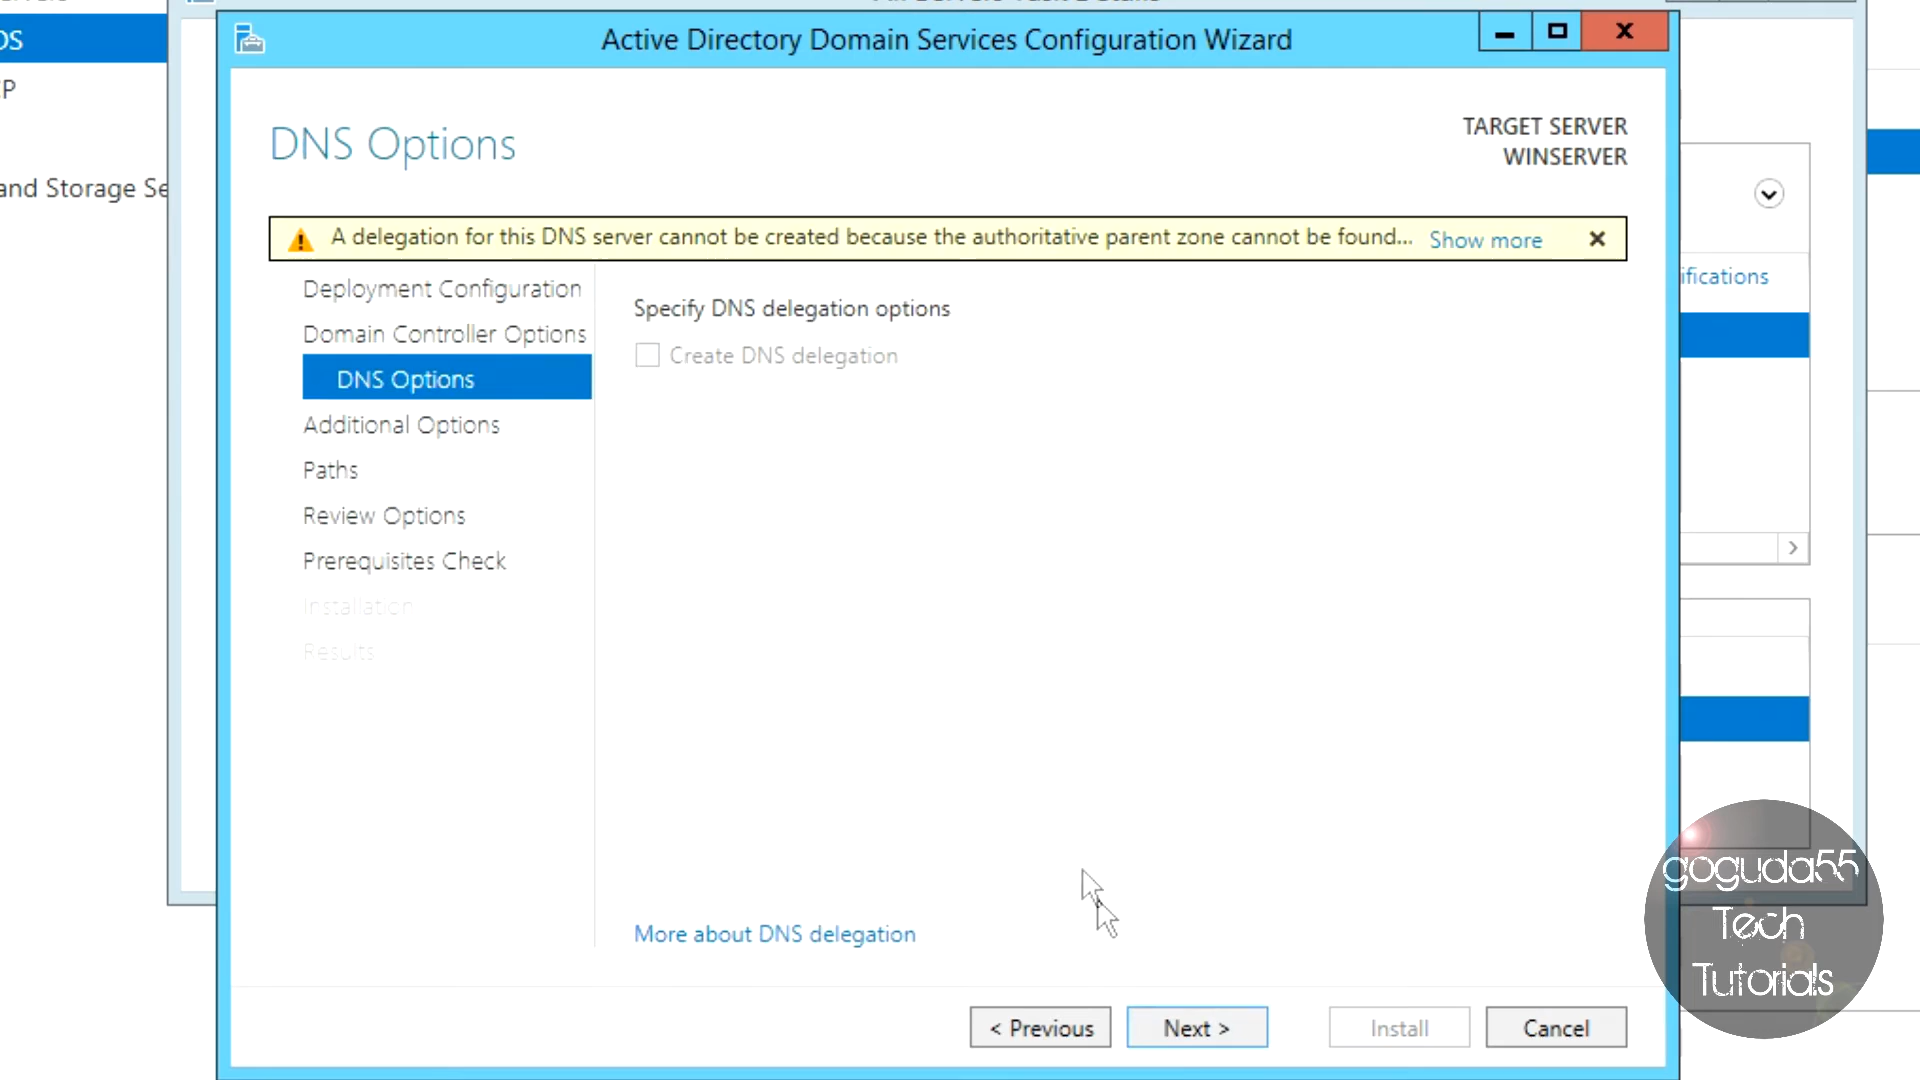 Active Directory Domain Services Configuration Wizard
DNS Options
TARGET SERVER
WINSERVER
A delegation for this DNS server cannot be created because the authoritative parent zone cannot be found...
Show more
Deployment Configuration
Domain Controller Options
DNS Options
Additional Options
Paths
Review Options
Prerequisites Check
Installation
Results
Specify DNS delegation options
Create DNS delegation
More about DNS delegation
< Previous
Next >
Install
Cancel
and Storage Se
ifications
goguda55
Tech
Tutorials